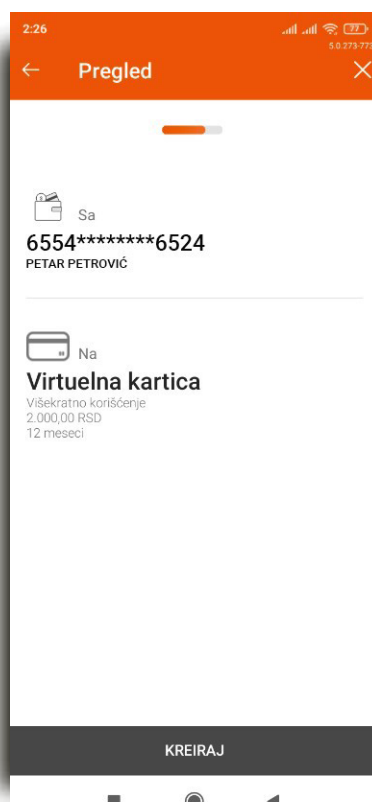 2:26
77
5.0.273-773
Pregled
Sa
6554********6524
PETAR PETROVIĆ
Na
Virtuelna kartica
Višekratno korišćenje
2.000,00 RSD
12 meseci
KREIRAJ